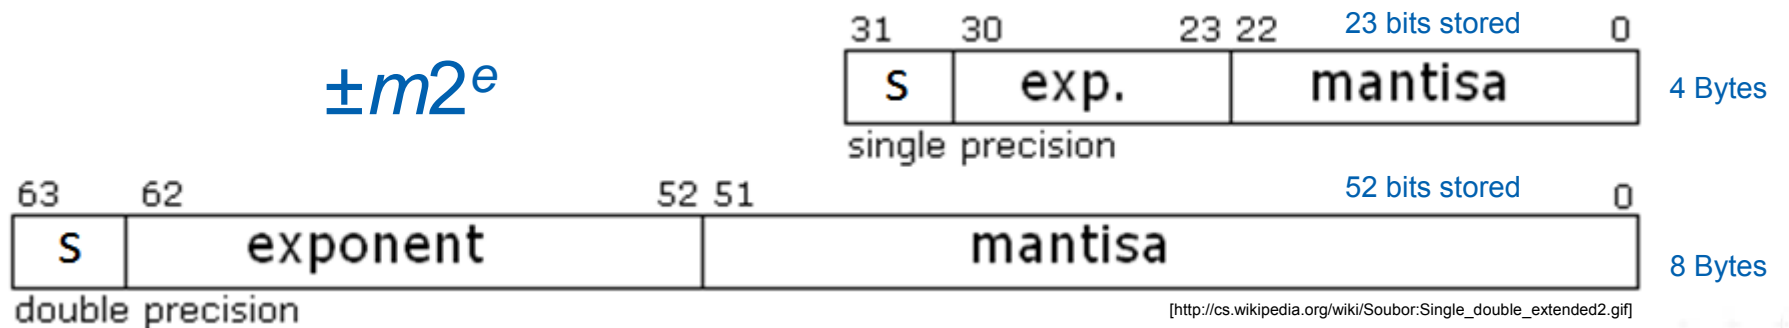 ±m2^e
31 30 23 22 23 bits stored 0
s exp. mantisa 4 Bytes
single precision
63 62 52 51 52 bits stored 0
s exponent mantisa 8 Bytes
double precision [http://cs.wikipedia.org/wiki/Soubor:Single_double_extended2.gif]